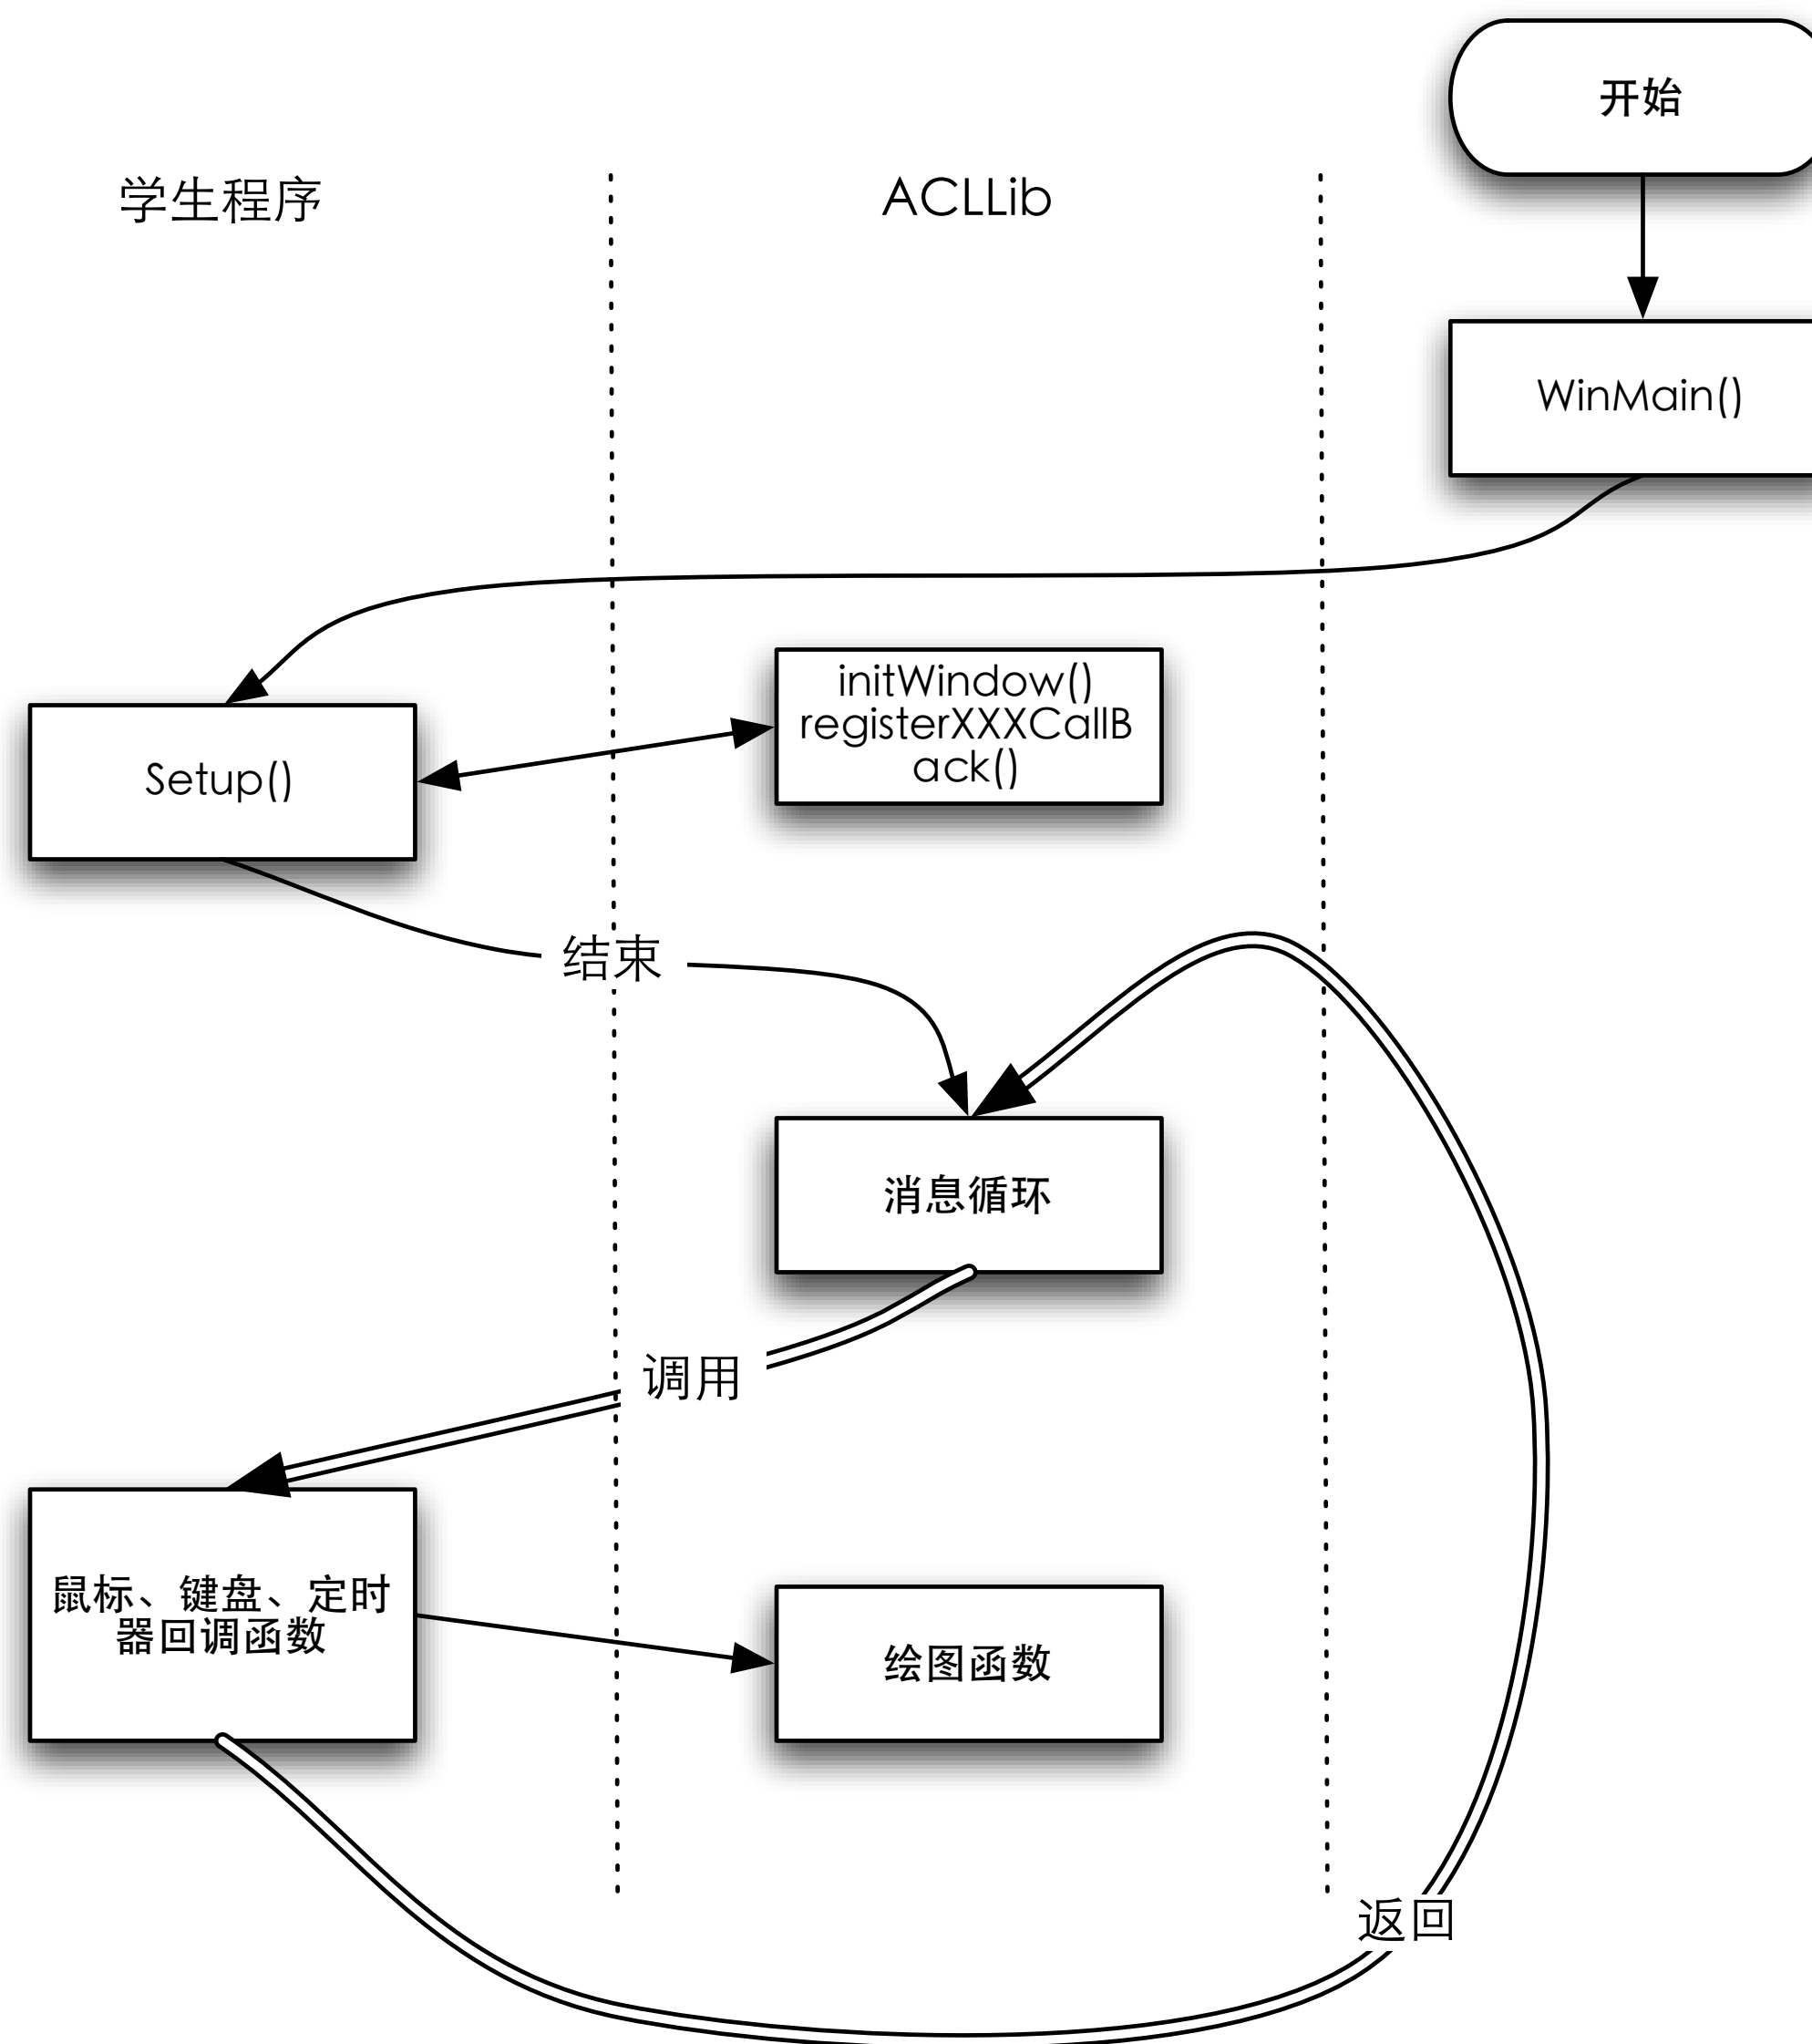 开始
学生程序
ACLLib
WinMain()
initWindow()
registerXXXCallB
ack()
Setup()
结束
消息循环
调用
鼠标、键盘、定时
器回调函数
绘图函数
返回